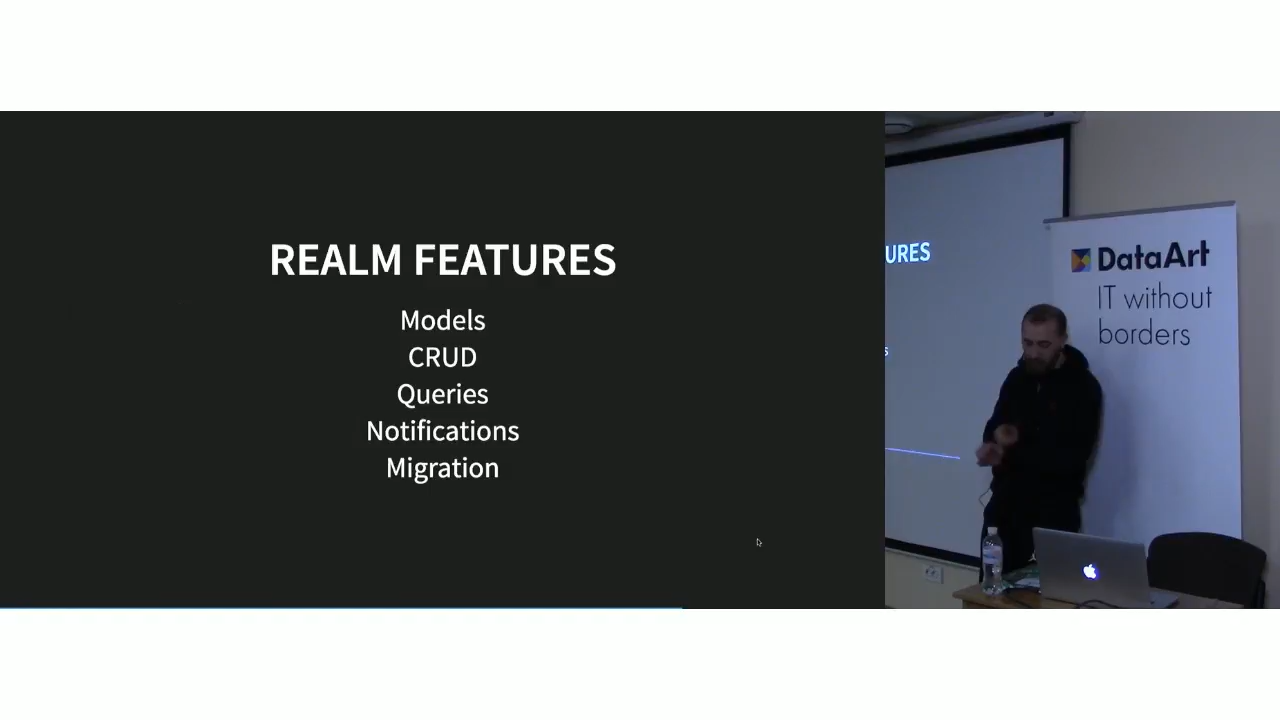 REALM FEATURES
Models
CRUD
Queries
Notifications
Migration
URES
s
DataArt
IT without
borders